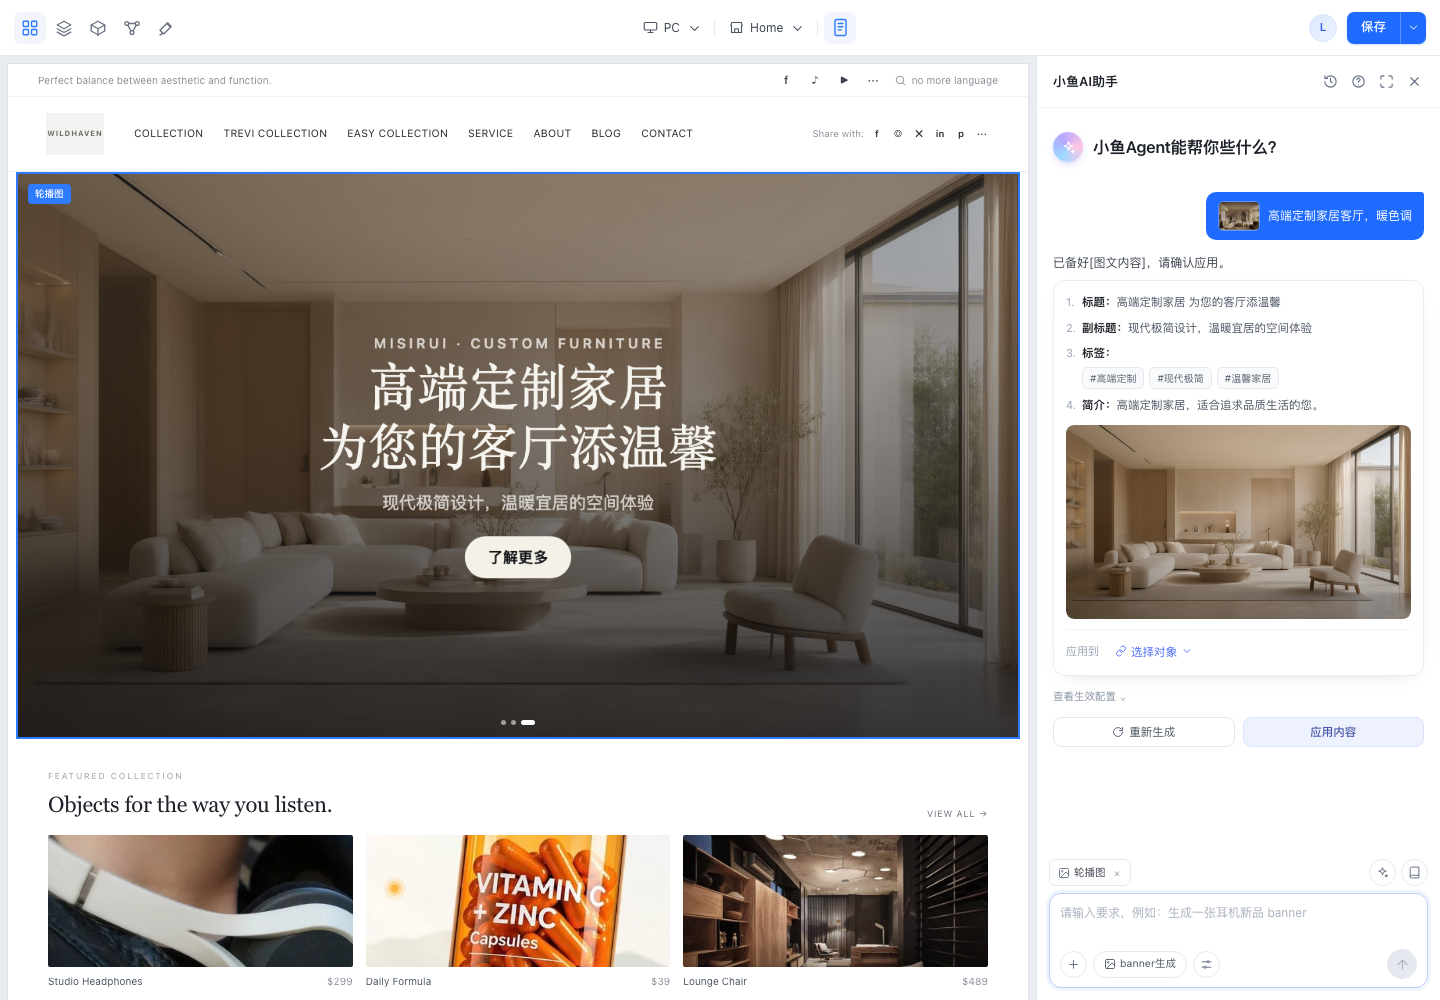 PC
Home
L
保存
Perfect balance between aesthetic and function.
no more language
WILDHAVEN
COLLECTION
TREVI COLLECTION
EASY COLLECTION
SERVICE
ABOUT
BLOG
CONTACT
Share with:
轮播图
MISIRUI · CUSTOM FURNITURE
高端定制家居
为您的客厅添温馨
现代极简设计，温暖宜居的空间体验
了解更多
FEATURED COLLECTION
Objects for the way you listen.
VIEW ALL →
VITAMIN C
+ ZINC
Capsules
Studio Headphones
$299
Daily Formula
$39
Lounge Chair
$489
小鱼AI助手
小鱼Agent能帮你些什么？
高端定制家居客厅，暖色调
已备好[图文内容]，请确认应用。
1. 标题：高端定制家居 为您的客厅添温馨
2. 副标题：现代极简设计，温暖宜居的空间体验
3. 标签：
#高端定制
#现代极简
#温馨家居
4. 简介：高端定制家居，适合追求品质生活的您。
应用到
选择对象
查看生效配置
重新生成
应用内容
轮播图 ×
请输入要求，例如：生成一张耳机新品 banner
banner生成